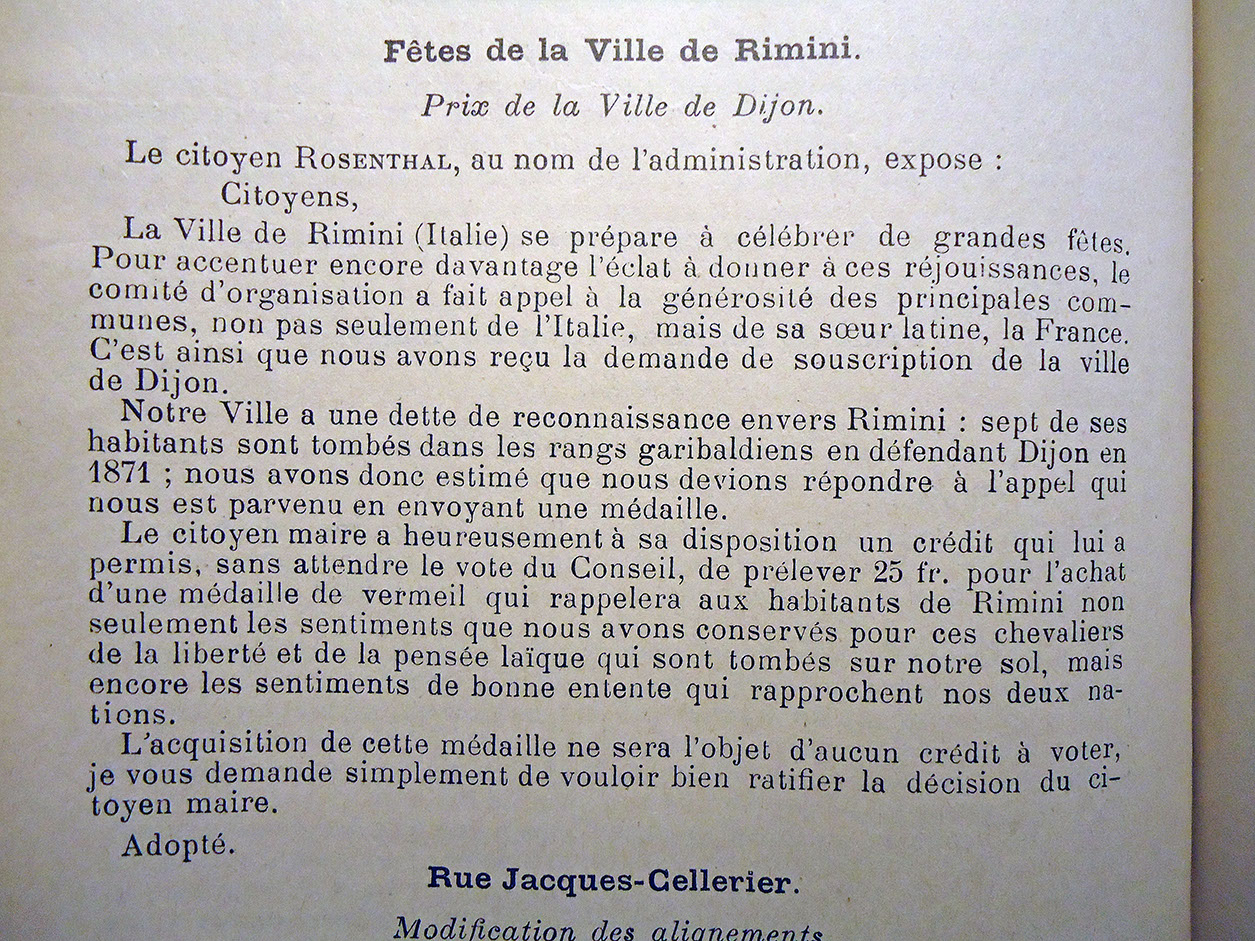 Fêtes de la Ville de Rimini.
Prix de la Ville de Dijon.
Le citoyen ROSENTHAL, au nom de l'administration, expose :
Citoyens,
La Ville de Rimini (Italie) se prépare à célébrer de grandes fêtes.
Pour accentuer encore davantage l'éclat à donner à ces réjouissances, le
comité d'organisation a fait appel à la générosité des principales com-
munes, non pas seulement de l'Italie, mais de sa sœur latine, la France.
C'est ainsi que nous avons reçu la demande de souscription de la ville
de Dijon.
Notre Ville a une dette de reconnaissance envers Rimini : sept de ses
habitants sont tombés dans les rangs garibaldiens en défendant Dijon en
1871 ; nous avons donc estimé que nous devions répondre à l'appel qui
nous est parvenu en envoyant une médaille.
Le citoyen maire a heureusement à sa disposition un crédit qui lui a
permis, sans attendre le vote du Conseil, de prélever 25 fr. pour l'achat
d'une médaille de vermeil qui rappelera aux habitants de Rimini non
seulement les sentiments que nous avons conservés pour ces chevaliers
de la liberté et de la pensée laïque qui sont tombés sur notre sol, mais
encore les sentiments de bonne entente qui rapprochent nos deux na-
tions.
L'acquisition de cette médaille ne sera l'objet d'aucun crédit à voter,
je vous demande simplement de vouloir bien ratifier la décision du ci-
toyen maire.
Adopté.
Rue Jacques-Cellerier.
Modification des alignements